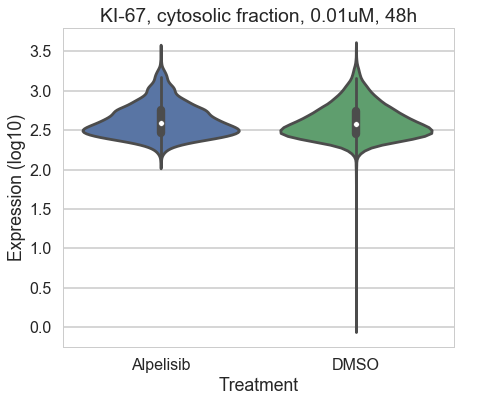 KI-67, cytosolic fraction, 0.01uM, 48h
Expression (log10)
3.5
3.0
2.5
2.0
1.5
1.0
0.5
0.0
Alpelisib
DMSO
Treatment